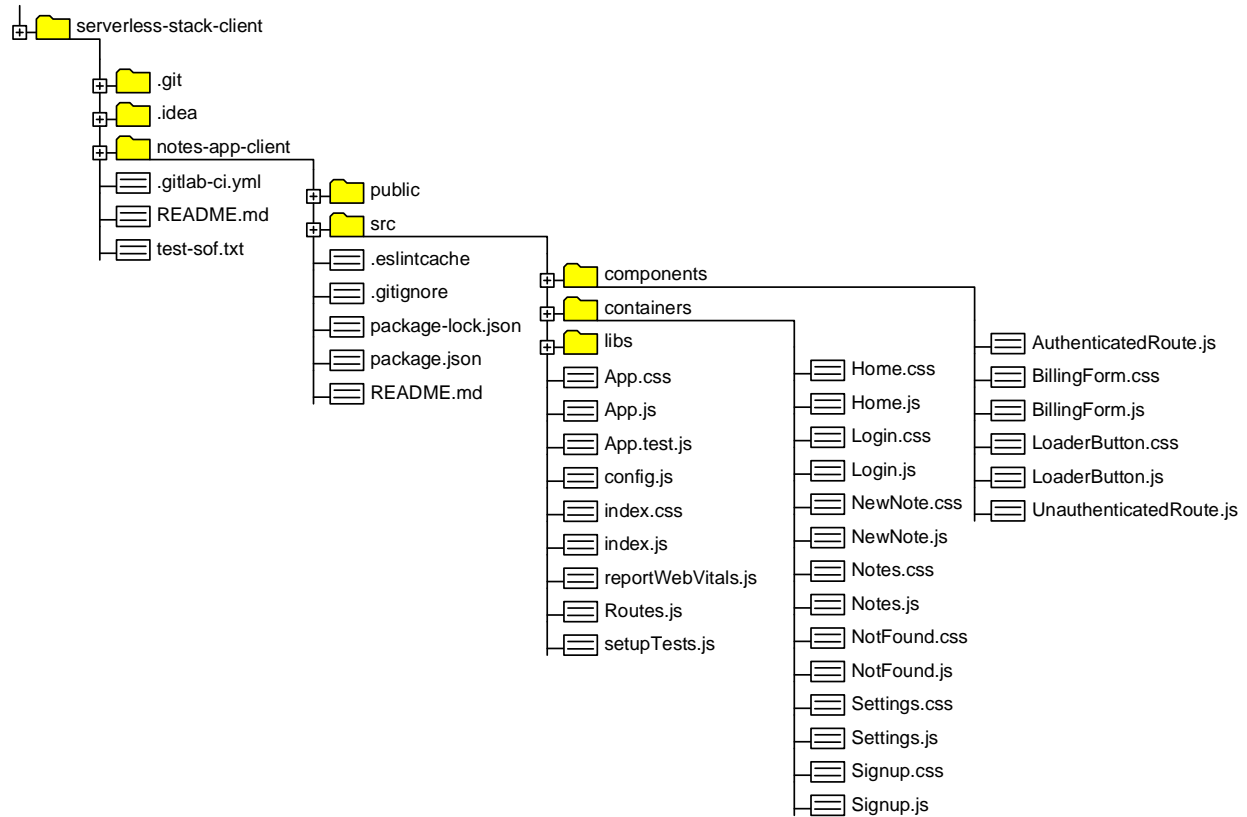 serverless-stack-client
.git
.idea
notes-app-client
.gitlab-ci.yml
README.md
test-sof.txt
public
src
.eslintcache
.gitignore
package-lock.json
package.json
README.md
components
containers
libs
App.css
App.js
App.test.js
config.js
index.css
index.js
reportWebVitals.js
Routes.js
setupTests.js
Home.css
Home.js
Login.css
Login.js
NewNote.css
NewNote.js
Notes.css
Notes.js
NotFound.css
NotFound.js
Settings.css
Settings.js
Signup.css
Signup.js
AuthenticatedRoute.js
BillingForm.css
BillingForm.js
LoaderButton.css
LoaderButton.js
UnauthenticatedRoute.js